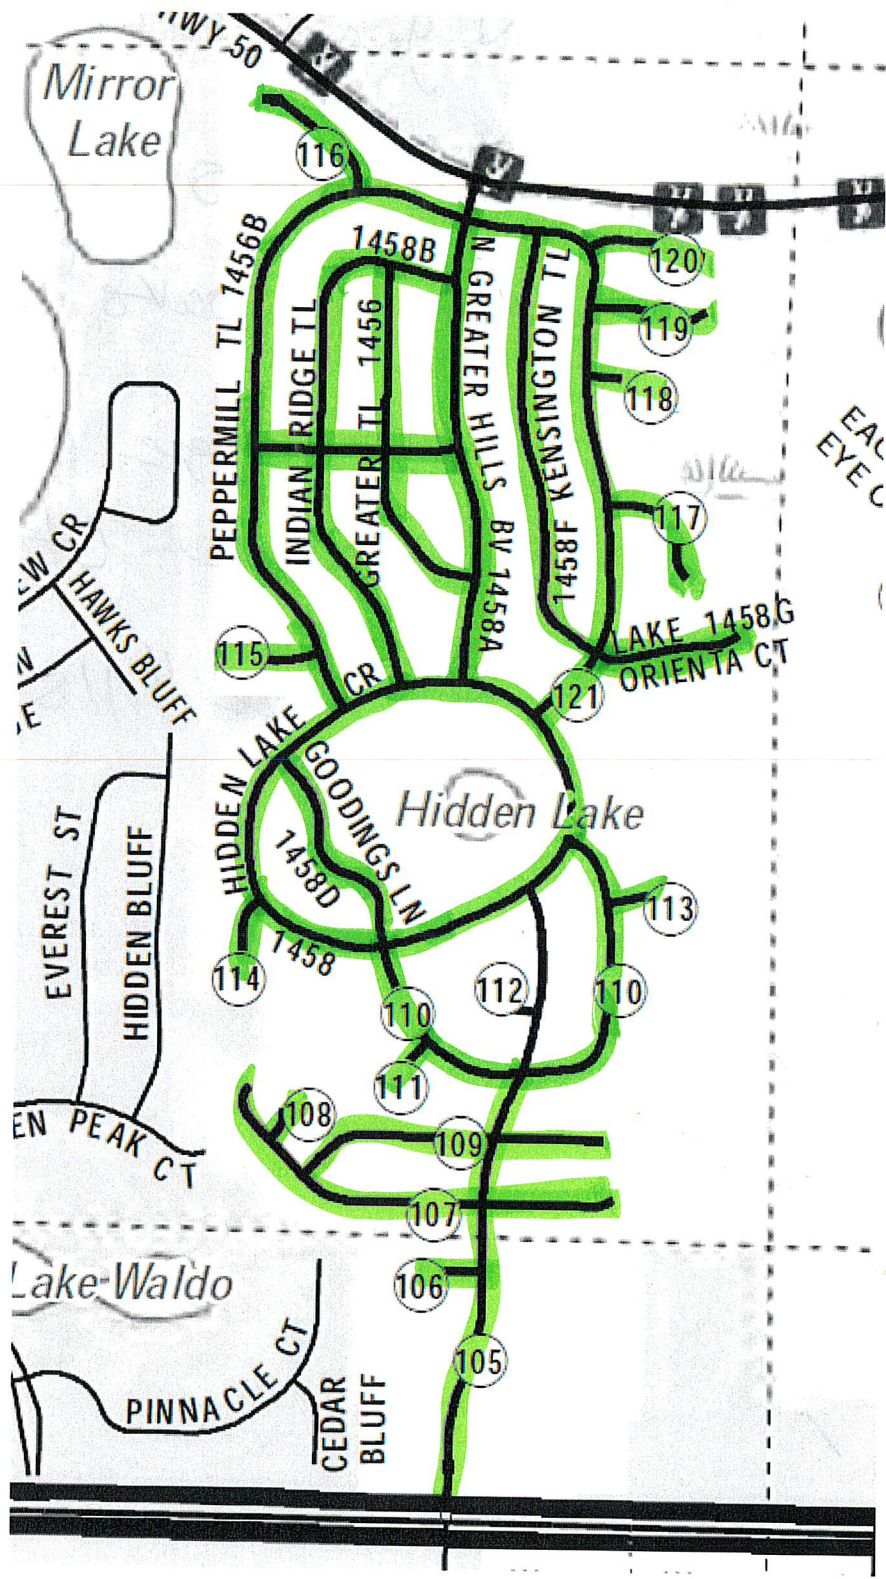 HWY 50
Mirror
Lake
116
1458B
120
119
118
PEPPERMILL TL 1456B
INDIAN RIDGE TL
GREATER TL 1456
N GREATER HILLS BV 1458A
1458F KENSINGTON TL
117
EYE
CR
HAWKS BLUFF
115
LAKE 1458G
ORIENTA CT
121
HIDDEN LAKE CR
GOODINGS LN
1458D
Hidden Lake
EVEREST ST
HIDDEN BLUFF
1458
113
114
112
110
110
111
108
109
107
PEAK CT
Lake Waldo
106
105
PINNACLE CT
CEDAR
BLUFF